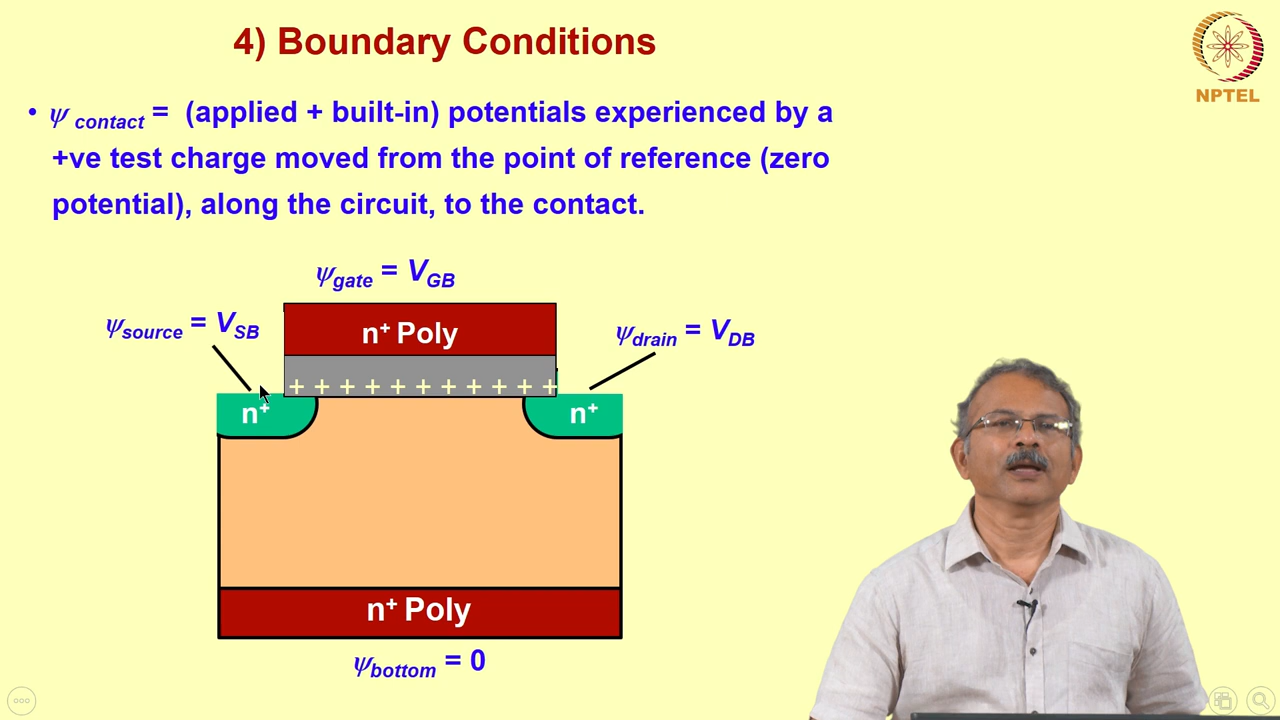 4) Boundary Conditions
NPTEL
• ψ contact = (applied + built-in) potentials experienced by a
+ve test charge moved from the point of reference (zero
potential), along the circuit, to the contact.
ψgate = VGB
ψsource = VSB
n+ Poly
ψdrain = VDB
+ + + + + + + + + + +
n+
n+
n+ Poly
ψbottom = 0